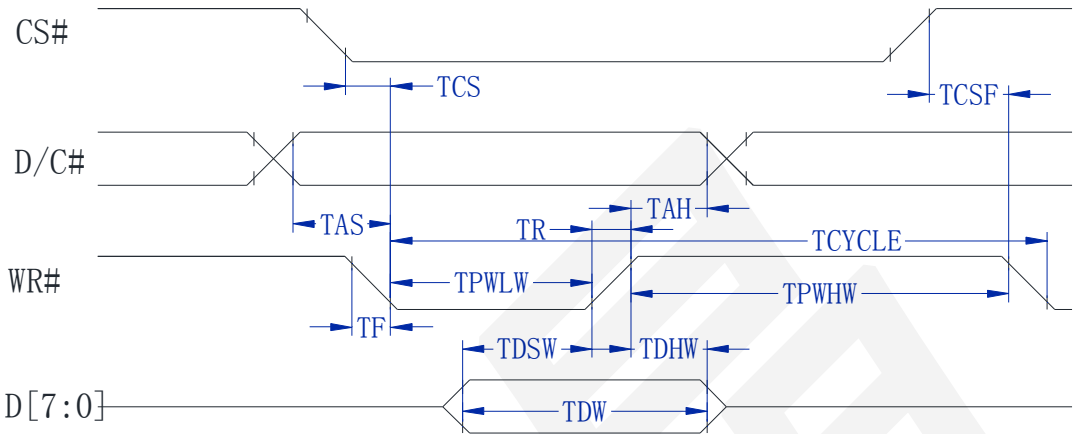 CS#
TCS
TCSF
D/C#
TAS
TR
TAH
TCYCLE
WR#
TPWLW
TPWHW
TF
TDSW
TDHW
D[7:0]
TDW